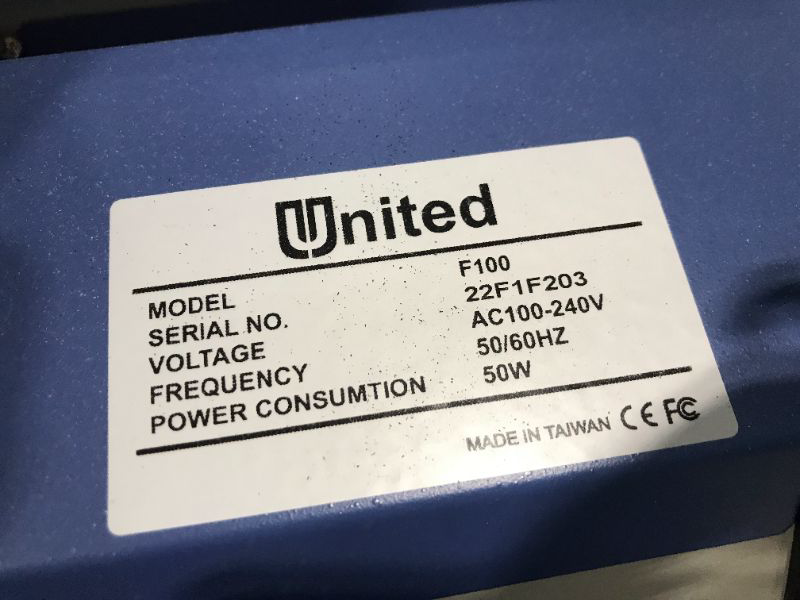 United
MODEL F100
SERIAL NO. 22F1F203
VOLTAGE AC100-240V
FREQUENCY 50/60HZ
POWER CONSUMTION 50W
MADE IN TAIWAN CE FC